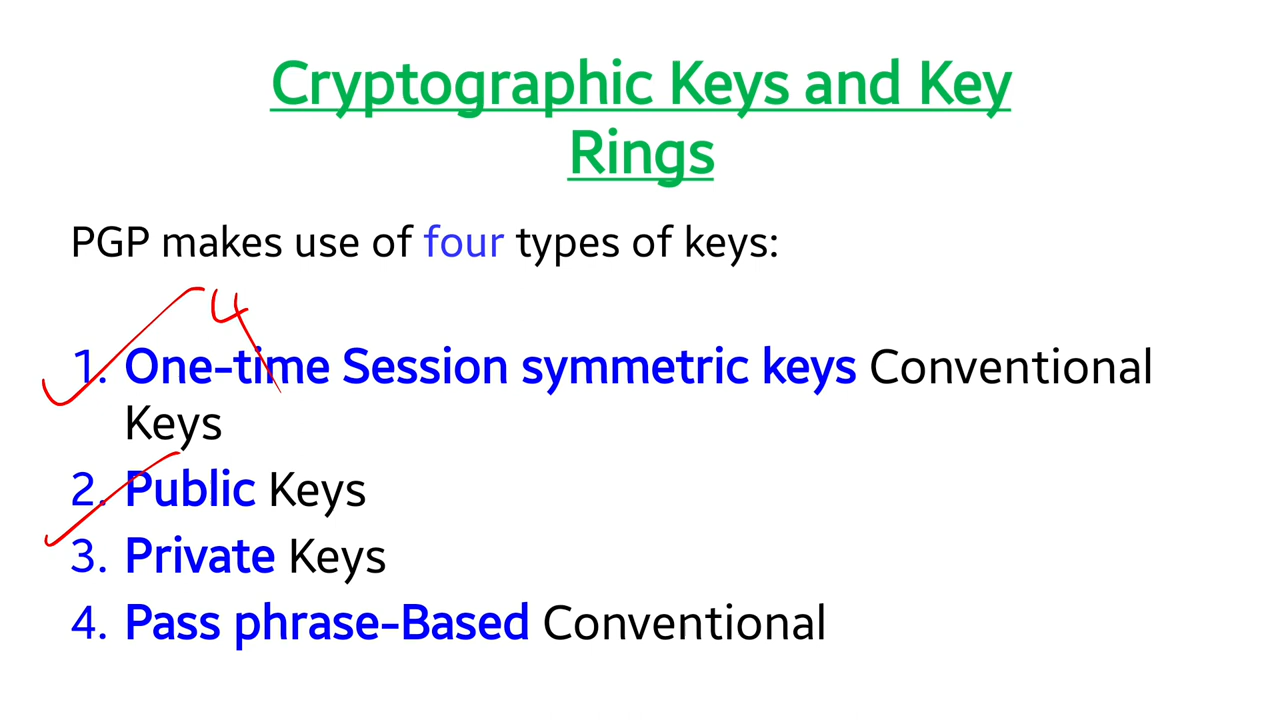 Cryptographic Keys and Key
Rings
PGP makes use of four types of keys:
4
1. One-time Session symmetric keys Conventional
Keys
2. Public Keys
3. Private Keys
4. Pass phrase-Based Conventional